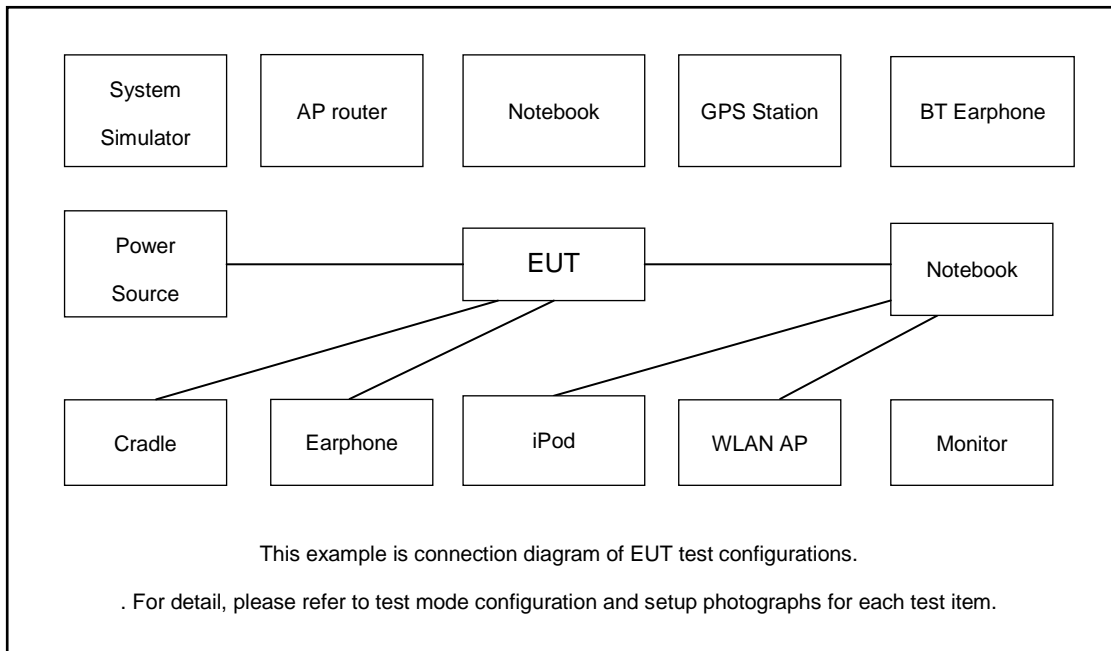 System
Simulator
AP router
Notebook
GPS Station
BT Earphone
Power
Source
EUT
Notebook
Cradle
Earphone
iPod
WLAN AP
Monitor
This example is connection diagram of EUT test configurations.
. For detail, please refer to test mode configuration and setup photographs for each test item.